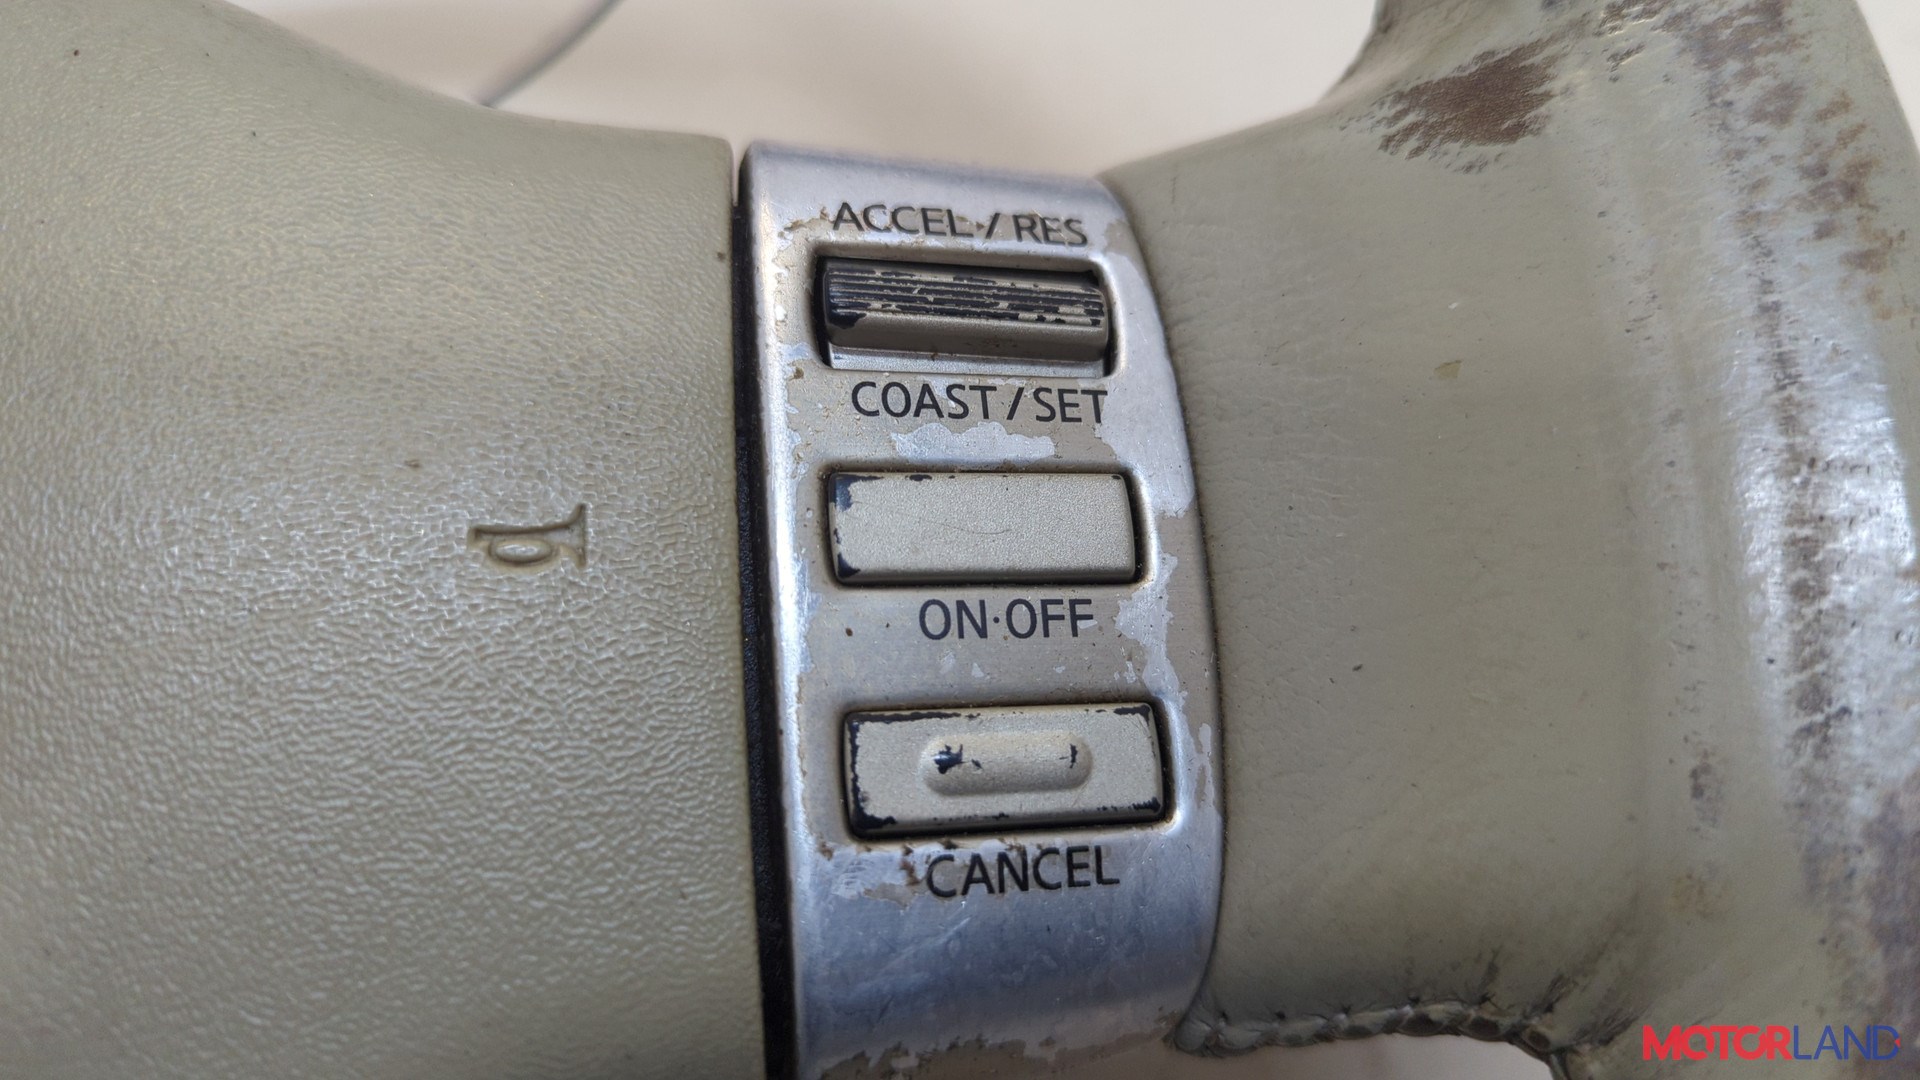 ACCEL/RES
COAST/SET
ON·OFF
CANCEL
MOTORLAND